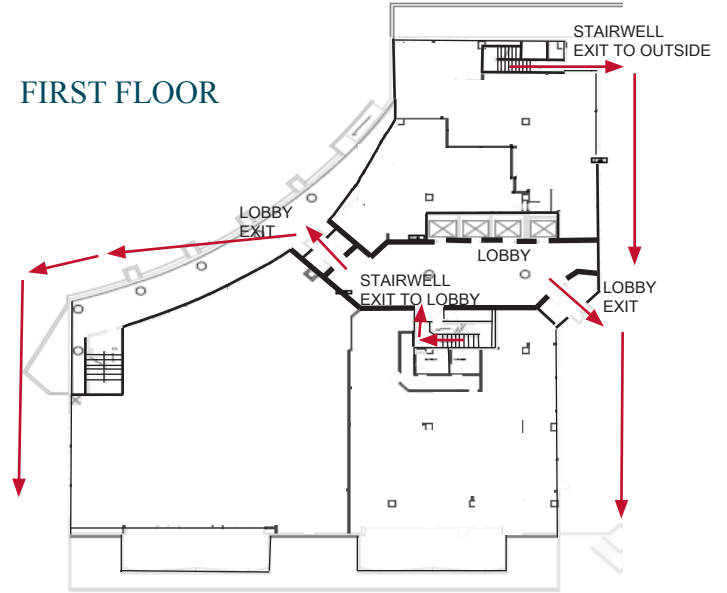 STAIRWELL
EXIT TO OUTSIDE
FIRST FLOOR
LOBBY
EXIT
LOBBY
STAIRWELL
EXIT TO LOBBY
LOBBY
EXIT